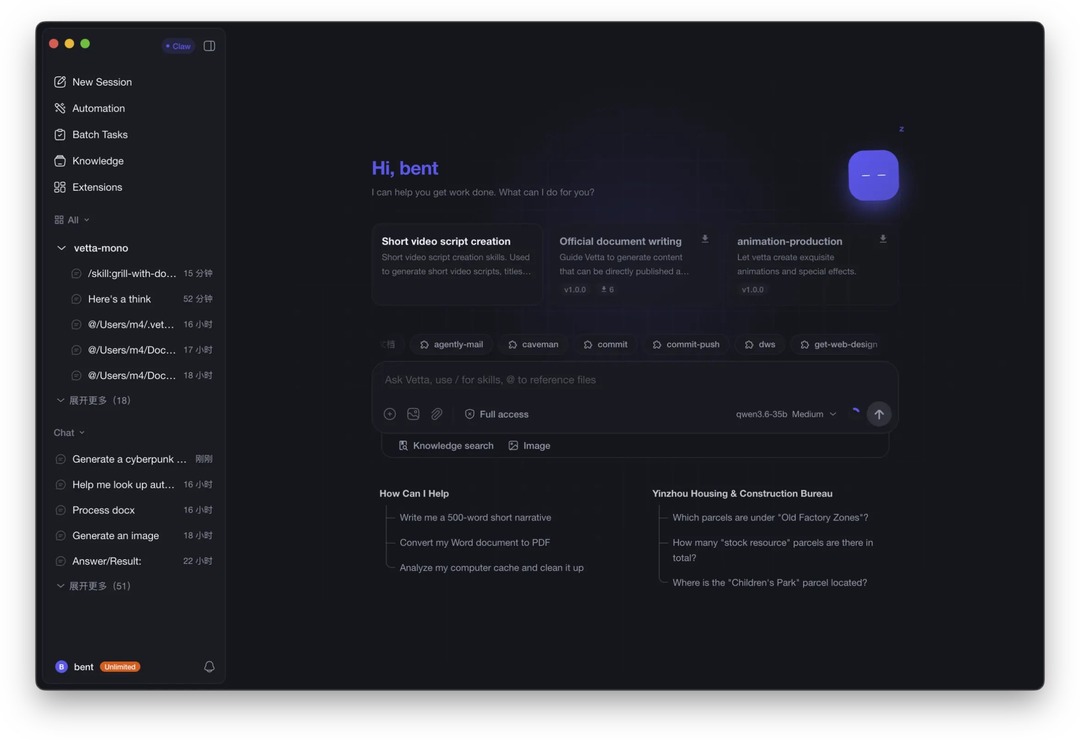 Claw
New Session
Automation
Batch Tasks
Knowledge
Extensions
All
vetta-mono
/skill:grill-with-do... 15 分钟
Here's a think 52 分钟
@/Users/m4/.vet... 16 小时
@/Users/m4/Doc... 17 小时
@/Users/m4/Doc... 18 小时
展开更多 (18)
Chat
Generate a cyberpunk ... 刚刚
Help me look up aut... 16 小时
Process docx 16 小时
Generate an image 18 小时
Answer/Result: 22 小时
展开更多 (51)
B bent Unlimited
z
Hi, bent
I can help you get work done. What can I do for you?
Short video script creation
Short video script creation skills. Used
to generate short video scripts, titles...
Official document writing
Guide Vetta to generate content
that can be directly published a...
v1.0.0 6
animation-production
Let vetta create exquisite
animations and special effects.
v1.0.0
agently-mail caveman commit commit-push dws get-web-design
Ask Vetta, use / for skills, @ to reference files
Full access qwen3.6-35b Medium
Knowledge search Image
How Can I Help
Write me a 500-word short narrative
Convert my Word document to PDF
Analyze my computer cache and clean it up
Yinzhou Housing & Construction Bureau
Which parcels are under "Old Factory Zones"?
How many "stock resource" parcels are there in
total?
Where is the "Children's Park" parcel located?